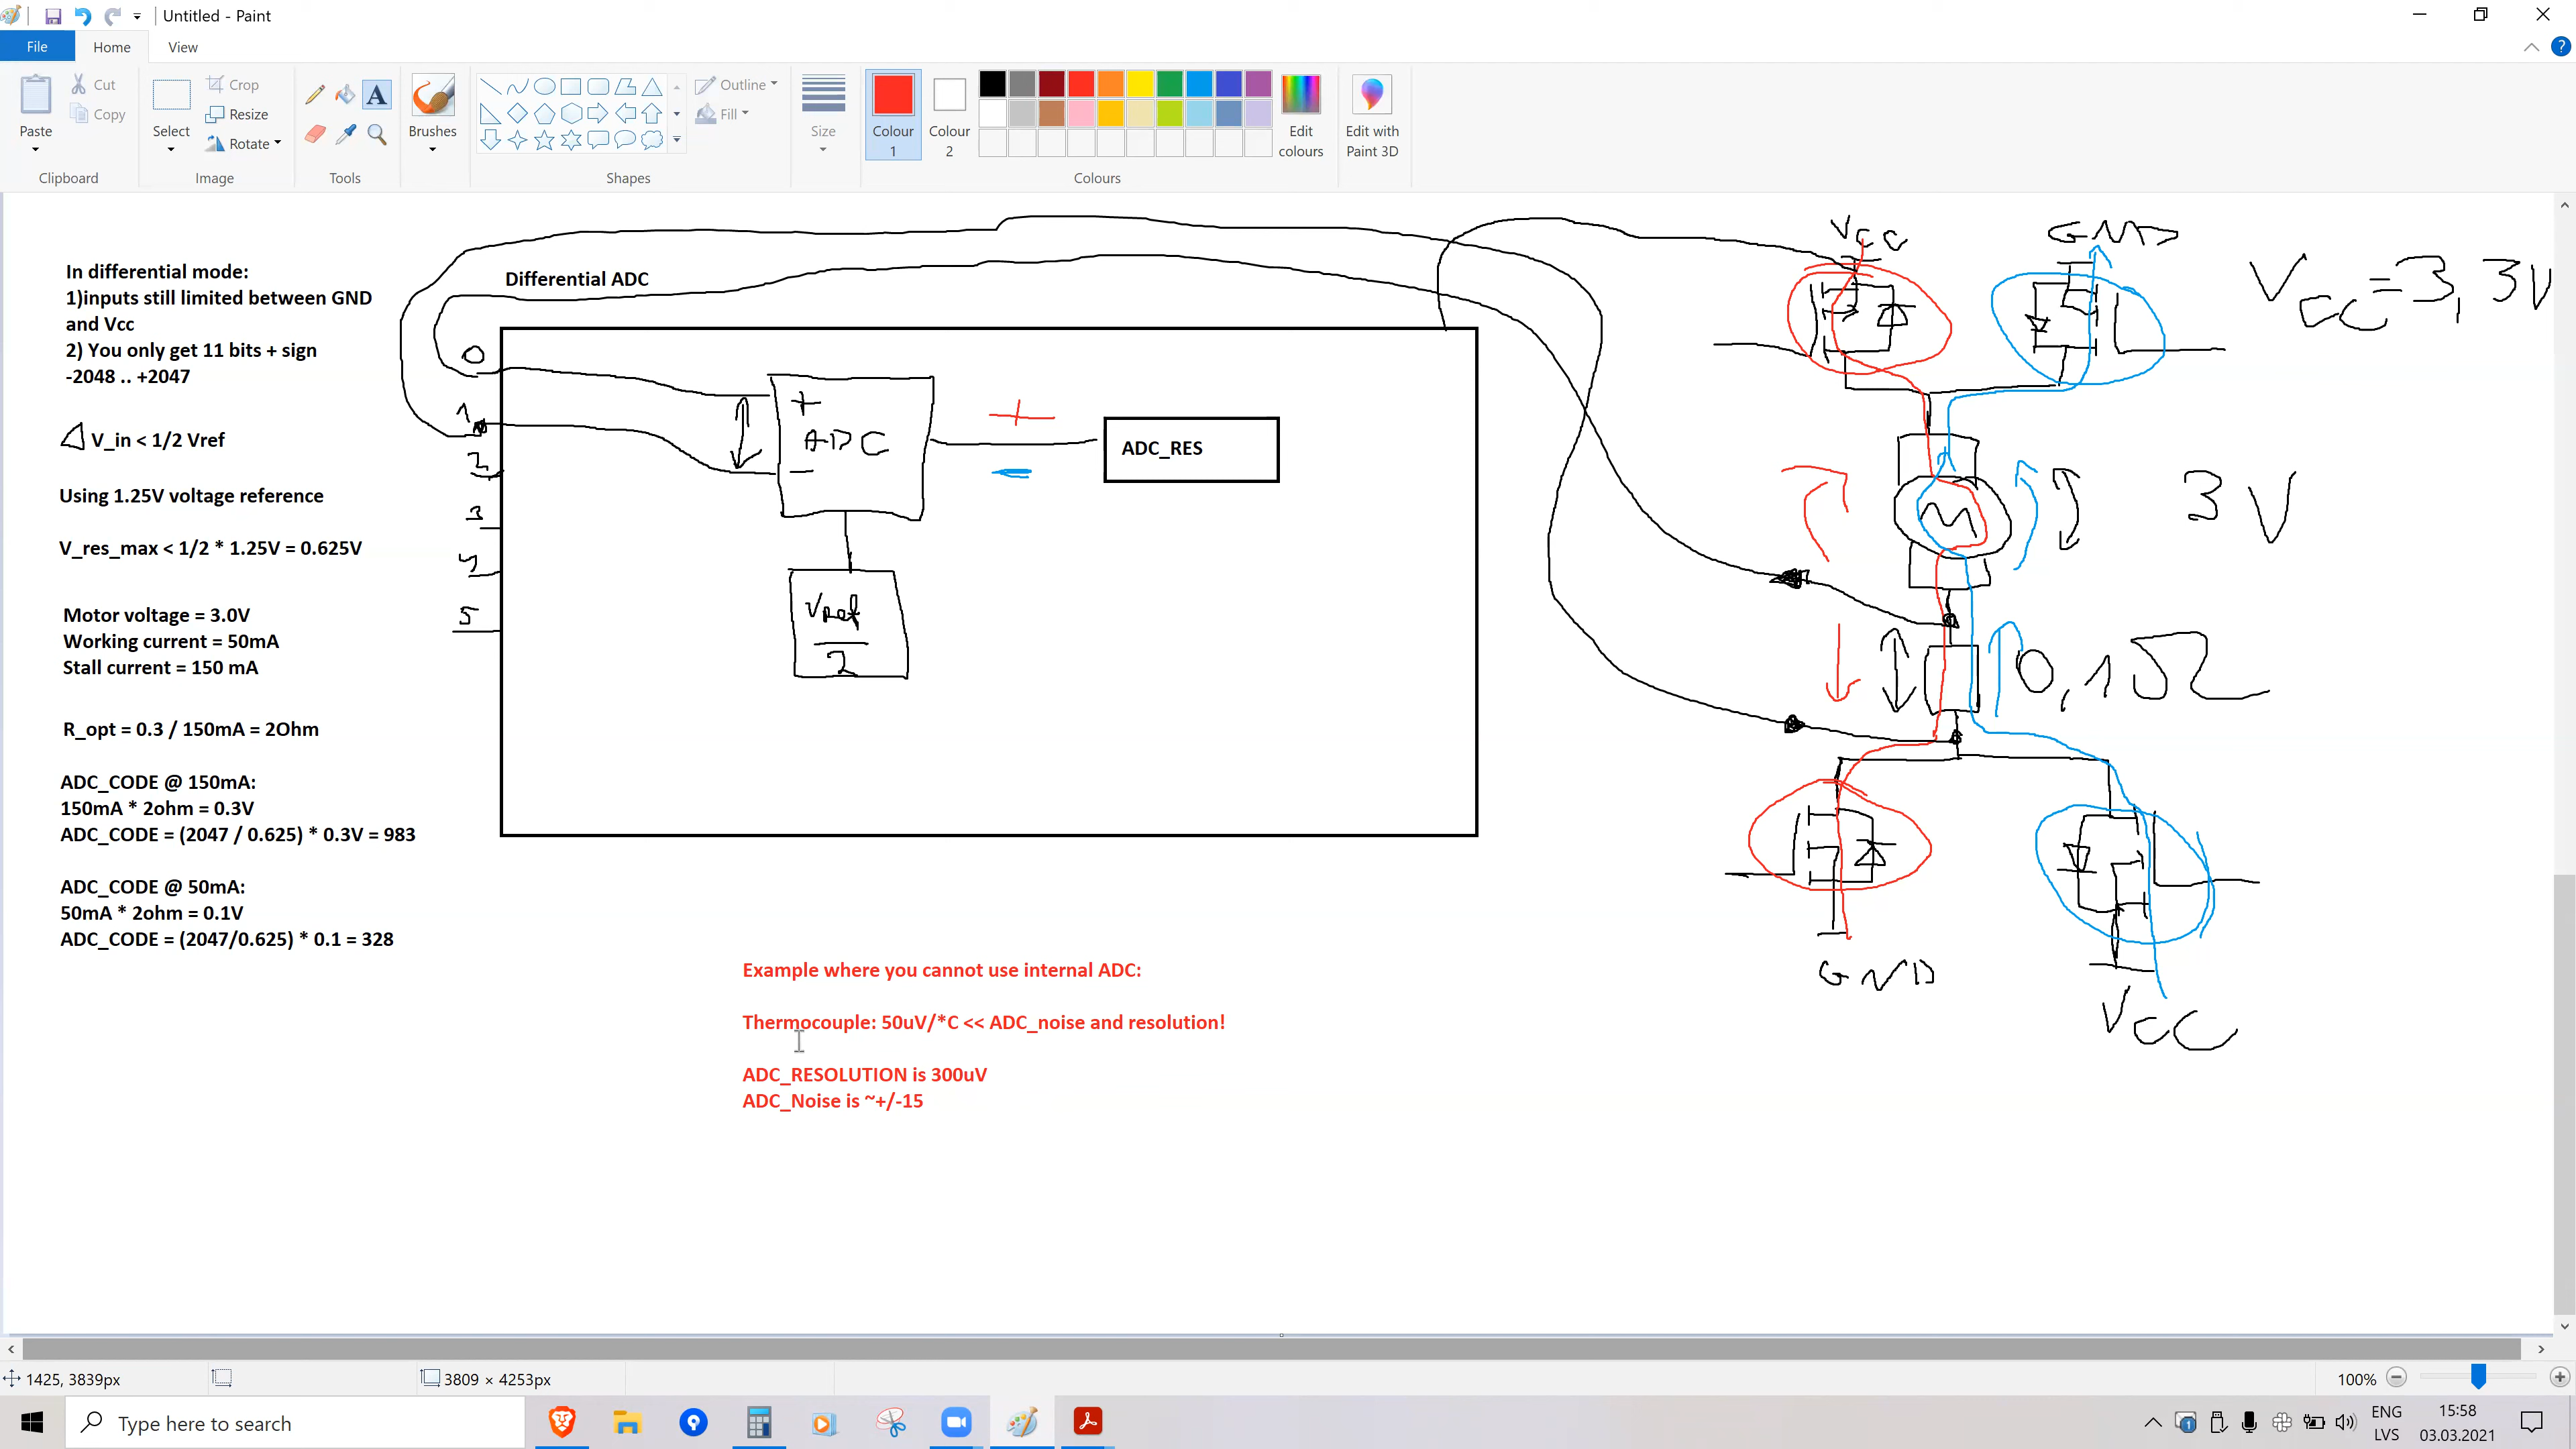 Untitled - Paint
File
Home
View
Paste
Cut
Copy
Clipboard
Select
Crop
Resize
Rotate
Image
A
Tools
Brushes
Shapes
Outline
Fill
Size
Colour
1
Colour
2
Edit
colours
Colours
Edit with
Paint 3D
In differential mode:
1)inputs still limited between GND
and Vcc
2) You only get 11 bits + sign
-2048 .. +2047
V_in < 1/2 Vref
Using 1.25V voltage reference
V_res_max < 1/2 * 1.25V = 0.625V
Motor voltage = 3.0V
Working current = 50mA
Stall current = 150 mA
R_opt = 0.3 / 150mA = 2Ohm
ADC_CODE @ 150mA:
150mA * 2ohm = 0.3V
ADC_CODE = (2047 / 0.625) * 0.3V = 983
ADC_CODE @ 50mA:
50mA * 2ohm = 0.1V
ADC_CODE = (2047/0.625) * 0.1 = 328
Differential ADC
0
1
2
3
4
5
+
ADC
−
+
−
ADC_RES
Vref
2
Vcc
GND
Vcc=3,3V
M
3 V
0,1Ω
GND
Vcc
Example where you cannot use internal ADC:
Thermocouple: 50uV/*C << ADC_noise and resolution!
ADC_RESOLUTION is 300uV
ADC_Noise is ~+/-15
1425, 3839px
3809 × 4253px
100%
Type here to search
1
ENG
LVS
15:58
03.03.2021